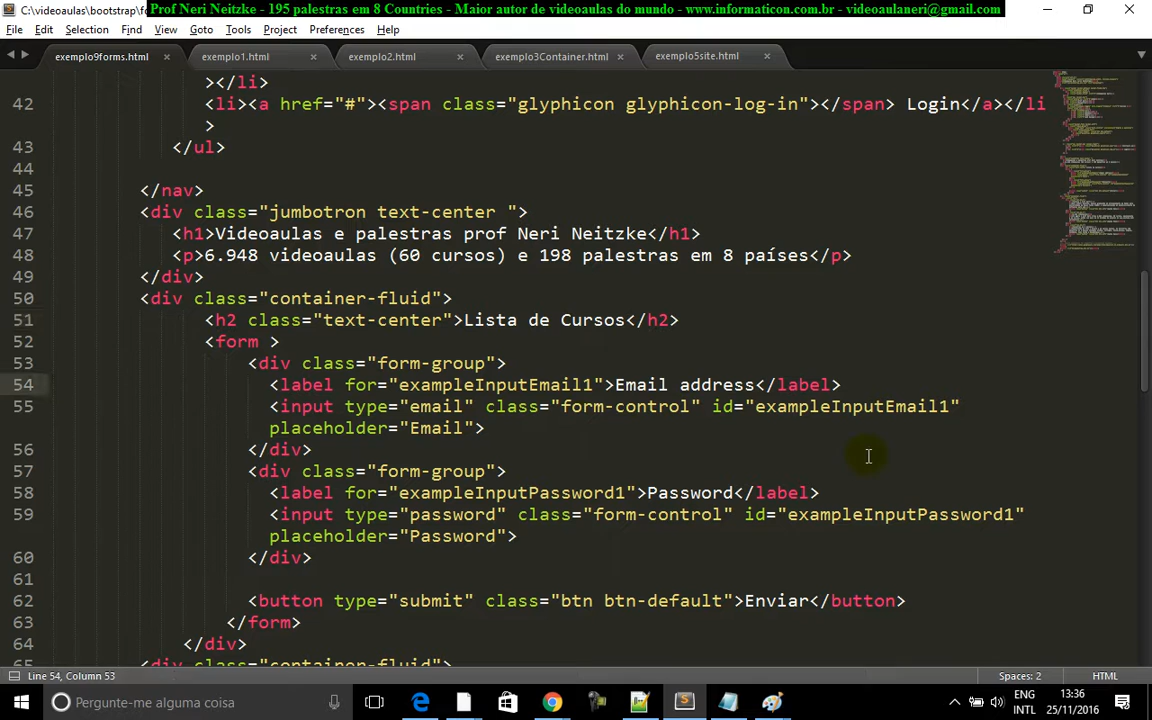 C:\videoaulas\bootstrap\fo
Prof Neri Neitzke - 195 palestras em 8 Countries - Maior autor de videoaulas do mundo - www.informaticon.com.br - videoaulaneri@gmail.com
File Edit Selection Find View Goto Tools Project Preferences Help
exemplo9forms.html × exemplo1.html × exemplo2.html × exemplo3Container.html × exemplo5site.html ×
></li>
42 <li><a href="#"><span class="glyphicon glyphicon-log-in"></span> Login</a></li
>
43 </ul>
44
45 </nav>
46 <div class="jumbotron text-center ">
47 <h1>Videoaulas e palestras prof Neri Neitzke</h1>
48 <p>6.948 videoaulas (60 cursos) e 198 palestras em 8 países</p>
49 </div>
50 <div class="container-fluid">
51 <h2 class="text-center">Lista de Cursos</h2>
52 <form >
53 <div class="form-group">
54 <label for="exampleInputEmail1">Email address</label>
55 <input type="email" class="form-control" id="exampleInputEmail1"
placeholder="Email">
56 </div>
57 <div class="form-group">
58 <label for="exampleInputPassword1">Password</label>
59 <input type="password" class="form-control" id="exampleInputPassword1"
placeholder="Password">
60 </div>
61
62 <button type="submit" class="btn btn-default">Enviar</button>
63 </form>
64 </div>
65 <div class="container-fluid">
Line 54, Column 53 Spaces: 2 HTML
Pergunte-me alguma coisa
ENG 13:36
INTL 25/11/2016